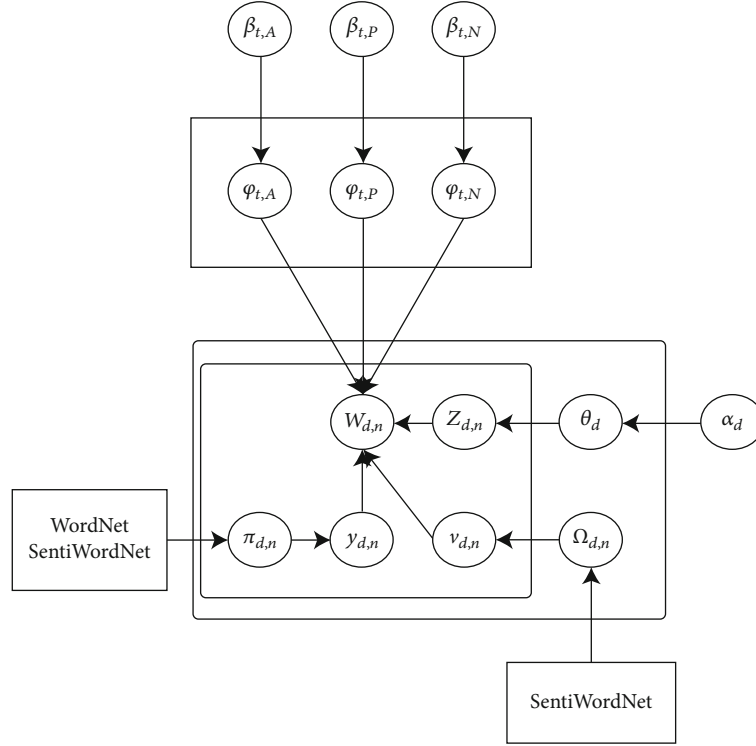 β_{t,A} β_{t,P} β_{t,N}
φ_{t,A} φ_{t,P} φ_{t,N}
W_{d,n} Z_{d,n} θ_d α_d
WordNet
SentiWordNet
π_{d,n} y_{d,n} v_{d,n} Ω_{d,n}
SentiWordNet